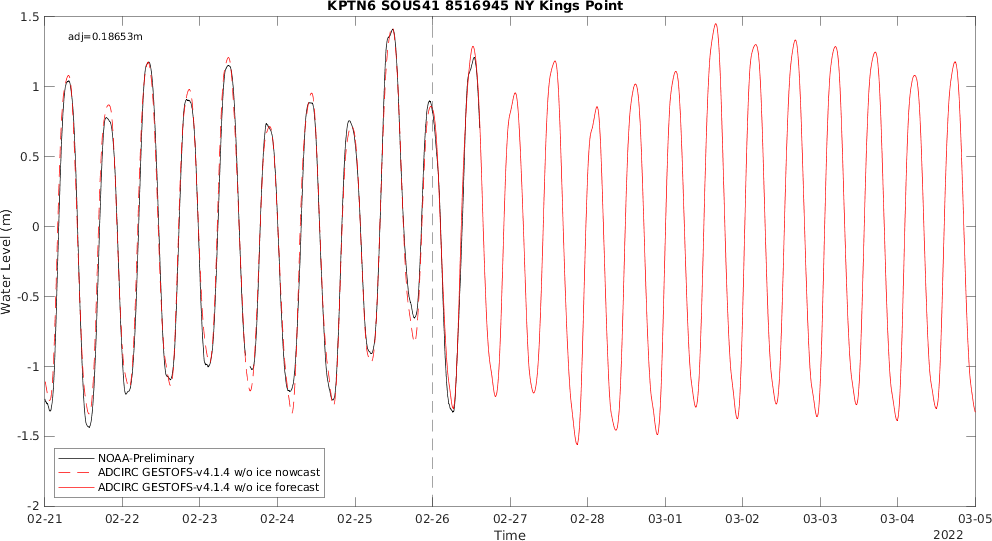 KPTN6 SOUS41 8516945 NY Kings Point
adj=0.18653m
1.5
1
0.5
0
-0.5
-1
-1.5
-2
Water Level (m)
NOAA-Preliminary
ADCIRC GESTOFS-v4.1.4 w/o ice nowcast
ADCIRC GESTOFS-v4.1.4 w/o ice forecast
02-21 02-22 02-23 02-24 02-25 02-26 02-27 02-28 03-01 03-02 03-03 03-04 03-05
Time
2022